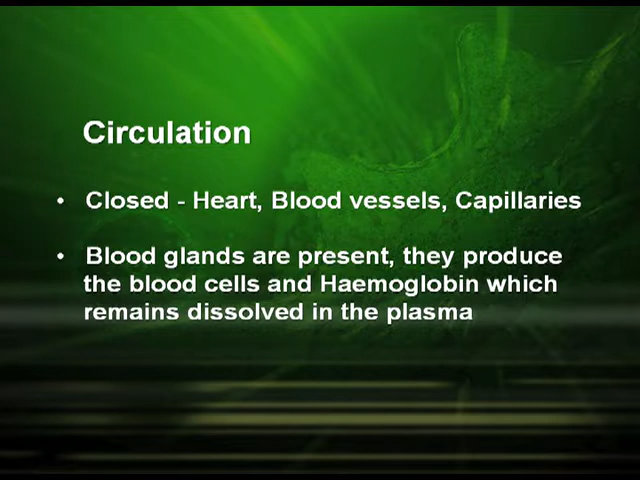 Circulation
• Closed - Heart, Blood vessels, Capillaries
• Blood glands are present, they produce
the blood cells and Haemoglobin which
remains dissolved in the plasma